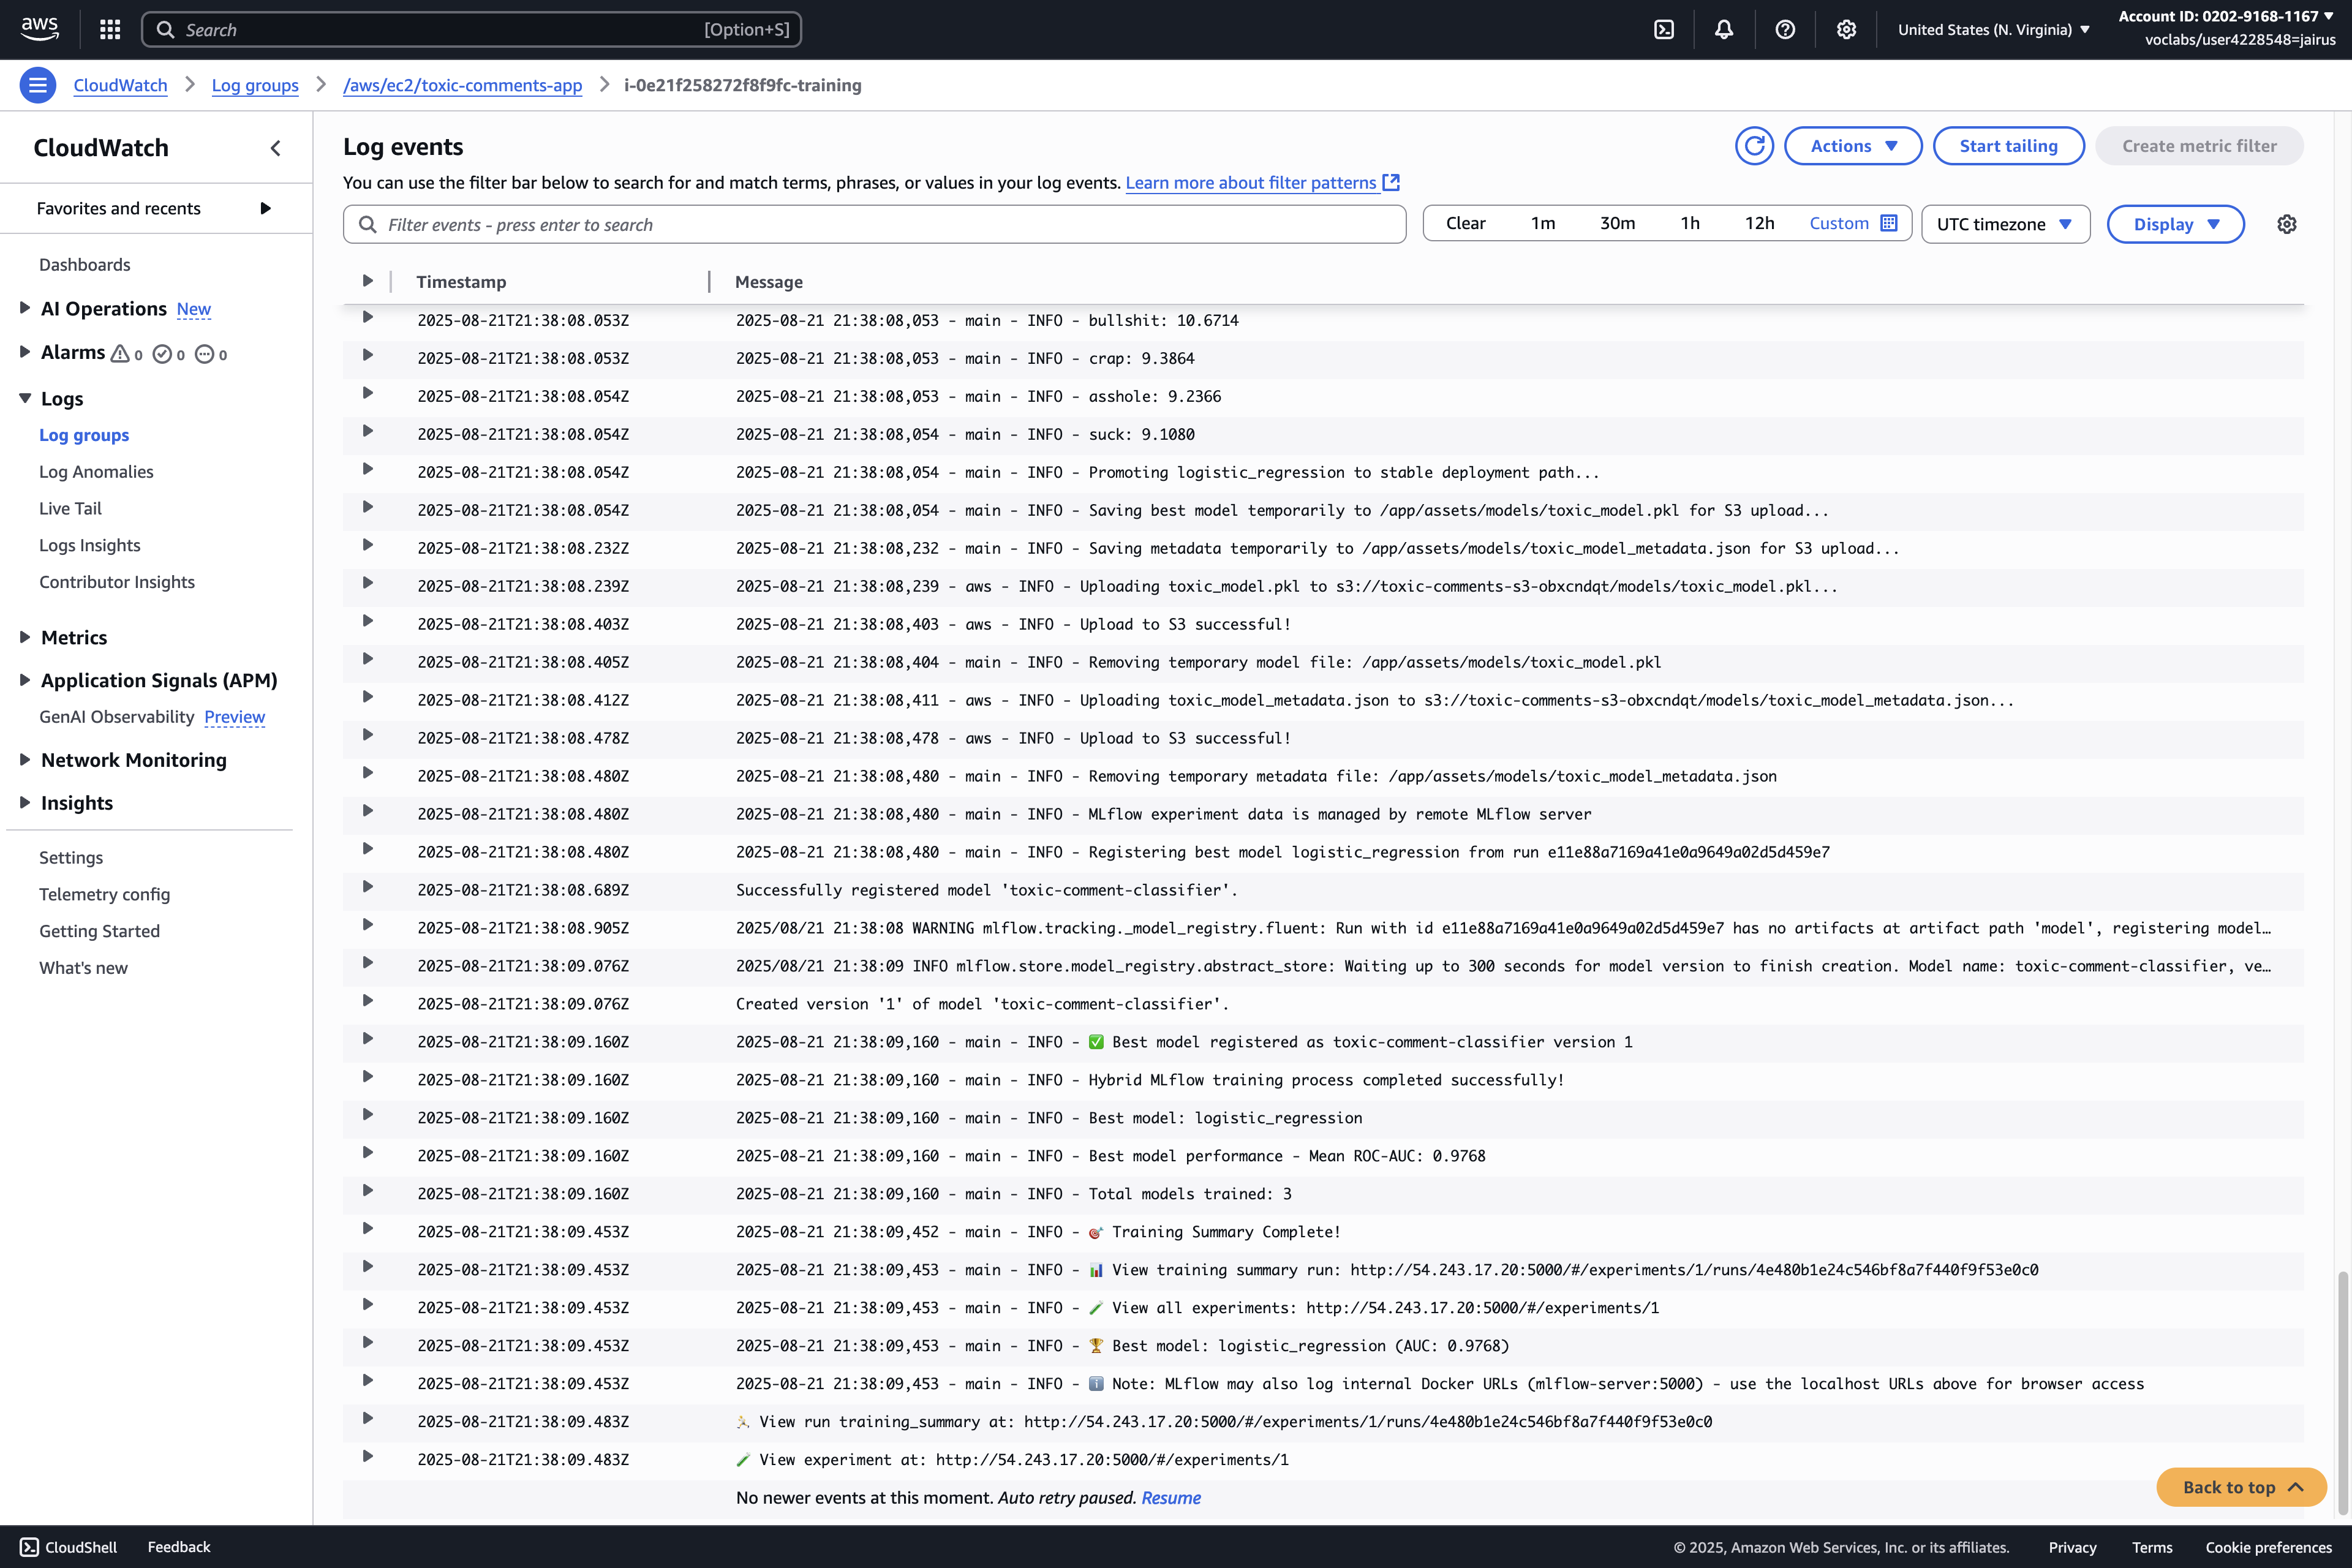 aws
Search [Option+S]
United States (N. Virginia)
Account ID: 0202-9168-1167
voclabs/user4228548=jairus
CloudWatch > Log groups > /aws/ec2/toxic-comments-app > i-0e21f258272f8f9fc-training
CloudWatch
Favorites and recents
Dashboards
AI Operations New
Alarms 0 0 0
Logs
Log groups
Log Anomalies
Live Tail
Logs Insights
Contributor Insights
Metrics
Application Signals (APM)
GenAI Observability Preview
Network Monitoring
Insights
Settings
Telemetry config
Getting Started
What's new
Log events
Actions
Start tailing
Create metric filter
You can use the filter bar below to search for and match terms, phrases, or values in your log events. Learn more about filter patterns
Filter events - press enter to search
Clear 1m 30m 1h 12h Custom
UTC timezone
Display
Timestamp Message
2025-08-21T21:38:08.053Z 2025-08-21 21:38:08,053 - main - INFO - bullshit: 10.6714
2025-08-21T21:38:08.053Z 2025-08-21 21:38:08,053 - main - INFO - crap: 9.3864
2025-08-21T21:38:08.054Z 2025-08-21 21:38:08,053 - main - INFO - asshole: 9.2366
2025-08-21T21:38:08.054Z 2025-08-21 21:38:08,054 - main - INFO - suck: 9.1080
2025-08-21T21:38:08.054Z 2025-08-21 21:38:08,054 - main - INFO - Promoting logistic_regression to stable deployment path...
2025-08-21T21:38:08.054Z 2025-08-21 21:38:08,054 - main - INFO - Saving best model temporarily to /app/assets/models/toxic_model.pkl for S3 upload...
2025-08-21T21:38:08.232Z 2025-08-21 21:38:08,232 - main - INFO - Saving metadata temporarily to /app/assets/models/toxic_model_metadata.json for S3 upload...
2025-08-21T21:38:08.239Z 2025-08-21 21:38:08,239 - aws - INFO - Uploading toxic_model.pkl to s3://toxic-comments-s3-obxcndqt/models/toxic_model.pkl...
2025-08-21T21:38:08.403Z 2025-08-21 21:38:08,403 - aws - INFO - Upload to S3 successful!
2025-08-21T21:38:08.405Z 2025-08-21 21:38:08,404 - main - INFO - Removing temporary model file: /app/assets/models/toxic_model.pkl
2025-08-21T21:38:08.412Z 2025-08-21 21:38:08,411 - aws - INFO - Uploading toxic_model_metadata.json to s3://toxic-comments-s3-obxcndqt/models/toxic_model_metadata.json...
2025-08-21T21:38:08.478Z 2025-08-21 21:38:08,478 - aws - INFO - Upload to S3 successful!
2025-08-21T21:38:08.480Z 2025-08-21 21:38:08,480 - main - INFO - Removing temporary metadata file: /app/assets/models/toxic_model_metadata.json
2025-08-21T21:38:08.480Z 2025-08-21 21:38:08,480 - main - INFO - MLflow experiment data is managed by remote MLflow server
2025-08-21T21:38:08.480Z 2025-08-21 21:38:08,480 - main - INFO - Registering best model logistic_regression from run e11e88a7169a41e0a9649a02d5d459e7
2025-08-21T21:38:08.689Z Successfully registered model 'toxic-comment-classifier'.
2025-08-21T21:38:08.905Z 2025/08/21 21:38:08 WARNING mlflow.tracking._model_registry.fluent: Run with id e11e88a7169a41e0a9649a02d5d459e7 has no artifacts at artifact path 'model', registering model…
2025-08-21T21:38:09.076Z 2025/08/21 21:38:09 INFO mlflow.store.model_registry.abstract_store: Waiting up to 300 seconds for model version to finish creation. Model name: toxic-comment-classifier, ve…
2025-08-21T21:38:09.076Z Created version '1' of model 'toxic-comment-classifier'.
2025-08-21T21:38:09.160Z 2025-08-21 21:38:09,160 - main - INFO - ✅ Best model registered as toxic-comment-classifier version 1
2025-08-21T21:38:09.160Z 2025-08-21 21:38:09,160 - main - INFO - Hybrid MLflow training process completed successfully!
2025-08-21T21:38:09.160Z 2025-08-21 21:38:09,160 - main - INFO - Best model: logistic_regression
2025-08-21T21:38:09.160Z 2025-08-21 21:38:09,160 - main - INFO - Best model performance - Mean ROC-AUC: 0.9768
2025-08-21T21:38:09.160Z 2025-08-21 21:38:09,160 - main - INFO - Total models trained: 3
2025-08-21T21:38:09.453Z 2025-08-21 21:38:09,452 - main - INFO - 🎯 Training Summary Complete!
2025-08-21T21:38:09.453Z 2025-08-21 21:38:09,453 - main - INFO - 📊 View training summary run: http://54.243.17.20:5000/#/experiments/1/runs/4e480b1e24c546bf8a7f440f9f53e0c0
2025-08-21T21:38:09.453Z 2025-08-21 21:38:09,453 - main - INFO - 🧪 View all experiments: http://54.243.17.20:5000/#/experiments/1
2025-08-21T21:38:09.453Z 2025-08-21 21:38:09,453 - main - INFO - 🏆 Best model: logistic_regression (AUC: 0.9768)
2025-08-21T21:38:09.453Z 2025-08-21 21:38:09,453 - main - INFO - ℹ️ Note: MLflow may also log internal Docker URLs (mlflow-server:5000) - use the localhost URLs above for browser access
2025-08-21T21:38:09.483Z 🏃 View run training_summary at: http://54.243.17.20:5000/#/experiments/1/runs/4e480b1e24c546bf8a7f440f9f53e0c0
2025-08-21T21:38:09.483Z 🧪 View experiment at: http://54.243.17.20:5000/#/experiments/1
No newer events at this moment. Auto retry paused. Resume
Back to top
CloudShell Feedback © 2025, Amazon Web Services, Inc. or its affiliates. Privacy Terms Cookie preferences